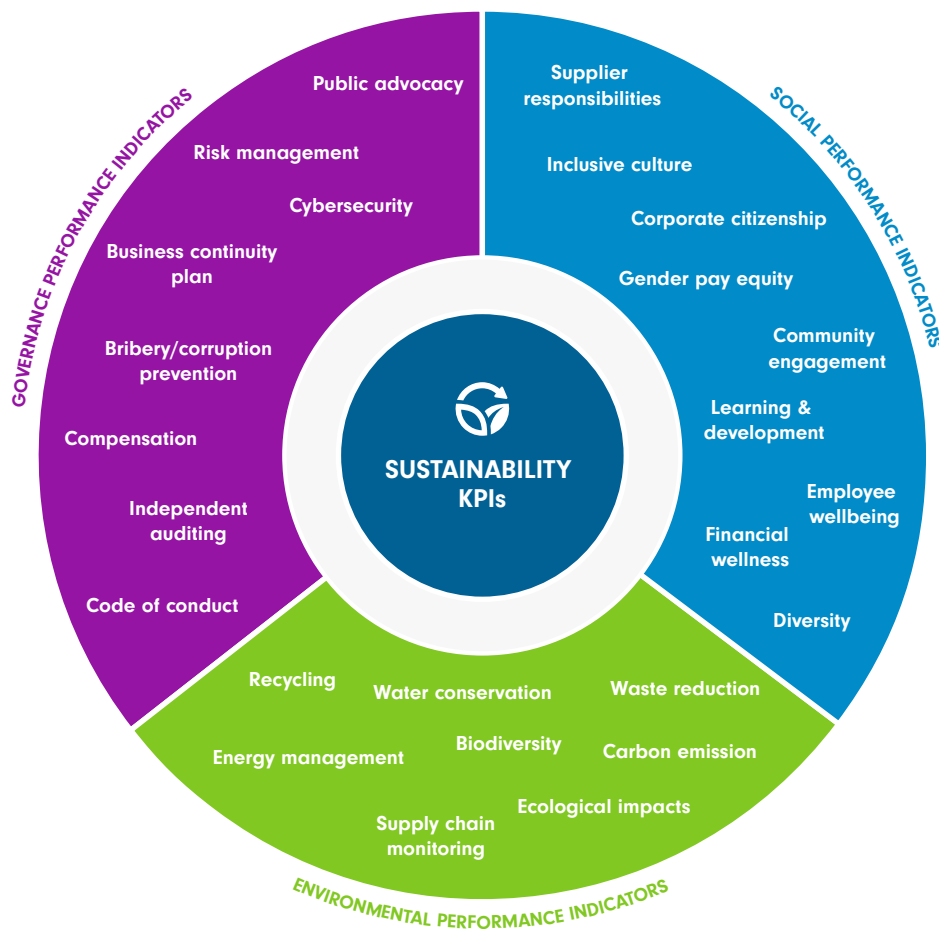 SUSTAINABILITY
KPIs
GOVERNANCE PERFORMANCE INDICATORS
Public advocacy
Risk management
Cybersecurity
Business continuity
plan
Bribery/corruption
prevention
Compensation
Independent
auditing
Code of conduct
SOCIAL PERFORMANCE INDICATORS
Supplier
responsibilities
Inclusive culture
Corporate citizenship
Gender pay equity
Community
engagement
Learning &
development
Employee
wellbeing
Financial
wellness
Diversity
ENVIRONMENTAL PERFORMANCE INDICATORS
Recycling
Water conservation
Waste reduction
Energy management
Biodiversity
Carbon emission
Ecological impacts
Supply chain
monitoring